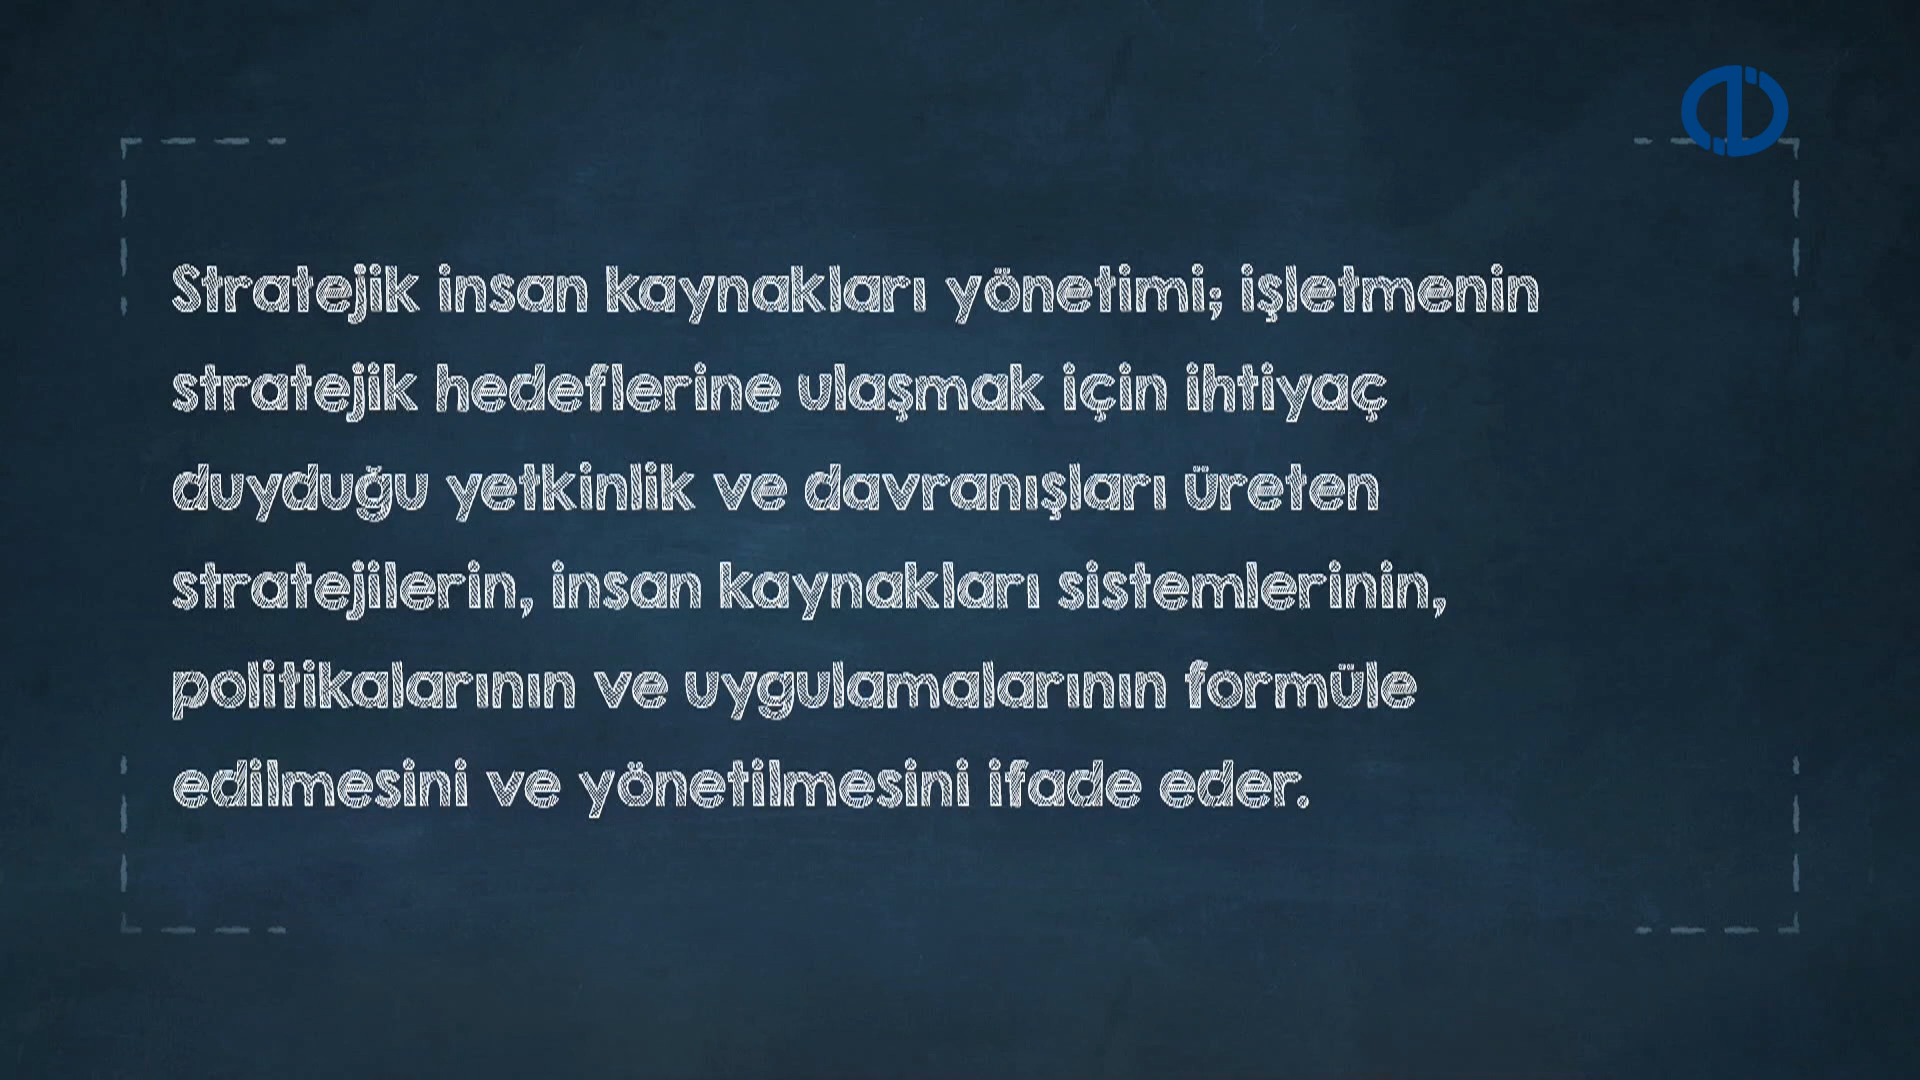 Stratejik insan kaynakları yönetimi; işletmenin
stratejik hedeflerine ulaşmak için ihtiyaç
duyduğu yetkinlik ve davranışları üreten
stratejilerin, insan kaynakları sistemlerinin,
politikalarının ve uygulamalarının formüle
edilmesini ve yönetilmesini ifade eder.